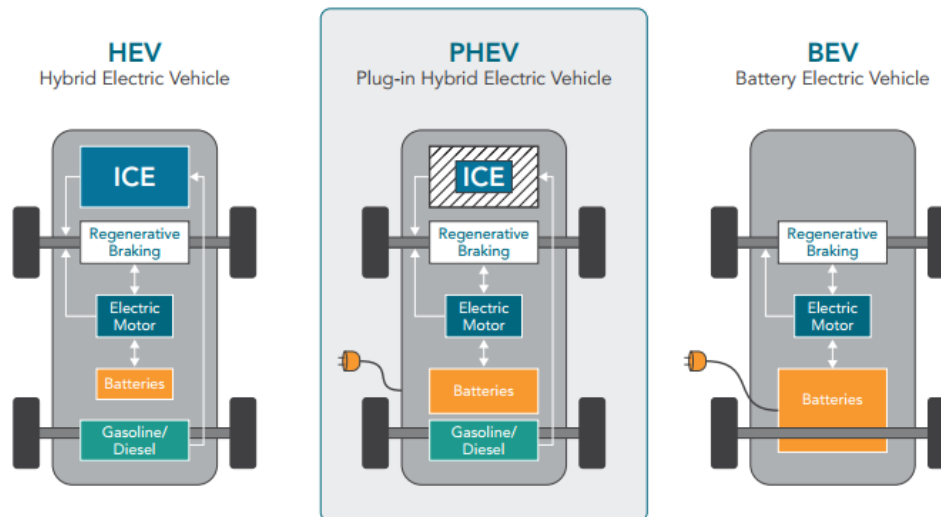 HEV
Hybrid Electric Vehicle
ICE
Regenerative
Braking
Electric
Motor
Batteries
Gasoline/
Diesel
PHEV
Plug-in Hybrid Electric Vehicle
ICE
Regenerative
Braking
Electric
Motor
Batteries
Gasoline/
Diesel
BEV
Battery Electric Vehicle
Regenerative
Braking
Electric
Motor
Batteries